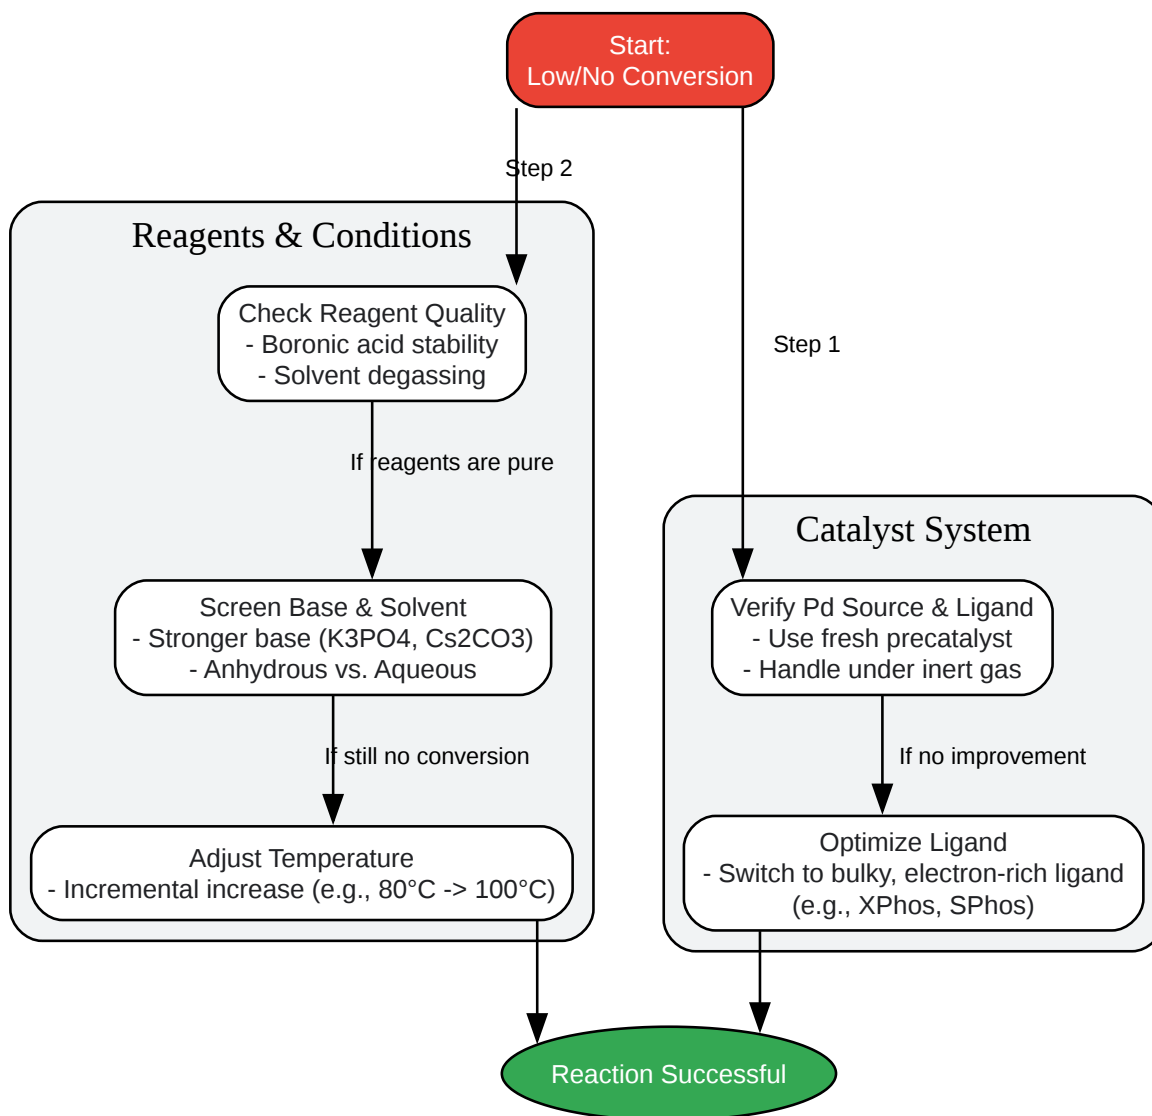 Start:
Low/No Conversion
Step 2
Reagents & Conditions
Check Reagent Quality
- Boronic acid stability
- Solvent degassing
Step 1
If reagents are pure
Catalyst System
Screen Base & Solvent
- Stronger base (K3PO4, Cs2CO3)
- Anhydrous vs. Aqueous
Verify Pd Source & Ligand
- Use fresh precatalyst
- Handle under inert gas
If still no conversion
If no improvement
Adjust Temperature
- Incremental increase (e.g., 80°C -> 100°C)
Optimize Ligand
- Switch to bulky, electron-rich ligand
(e.g., XPhos, SPhos)
Reaction Successful